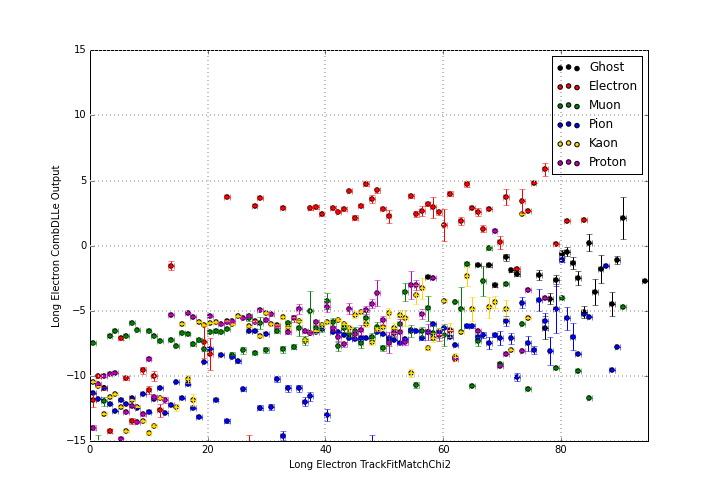 15
10
5
0
−5
−10
−15
0
20
40
60
80
Long Electron TrackFitMatchChi2
Long Electron CombDLLe Output
Ghost
Electron
Muon
Pion
Kaon
Proton